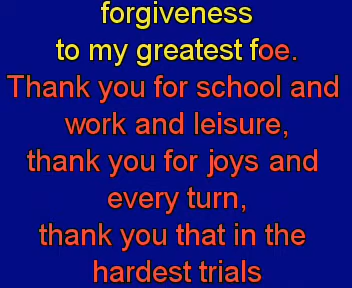 forgiveness
to my greatest foe.
Thank you for school and
work and leisure,
thank you for joys and
every turn,
thank you that in the
hardest trials